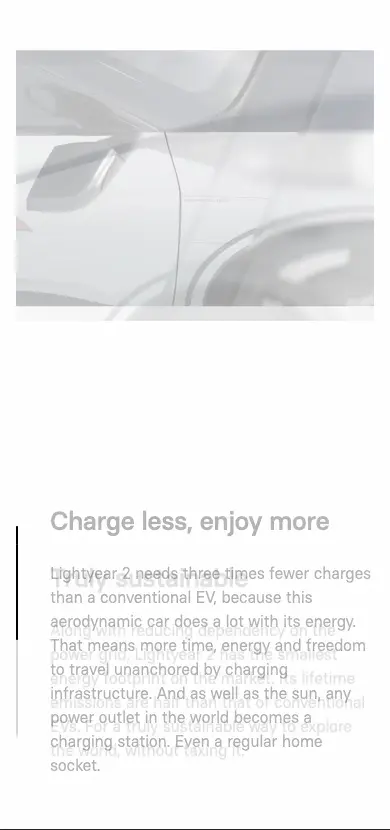 Charge less, enjoy more
Lightyear 2 needs three times fewer charges
than a conventional EV, because this
aerodynamic car does a lot with its energy.
That means more time, energy and freedom
to travel unanchored by charging
infrastructure. And as well as the sun, any
power outlet in the world becomes a
charging station. Even a regular home
socket.
Truly sustainable
Along with reducing dependency on the
power grid, Lightyear 2 has the smallest
energy footprint on the market. Its lifetime
emissions are half than that of conventional
EVs. For a truly sustainable way to explore
the world, without taxing it.